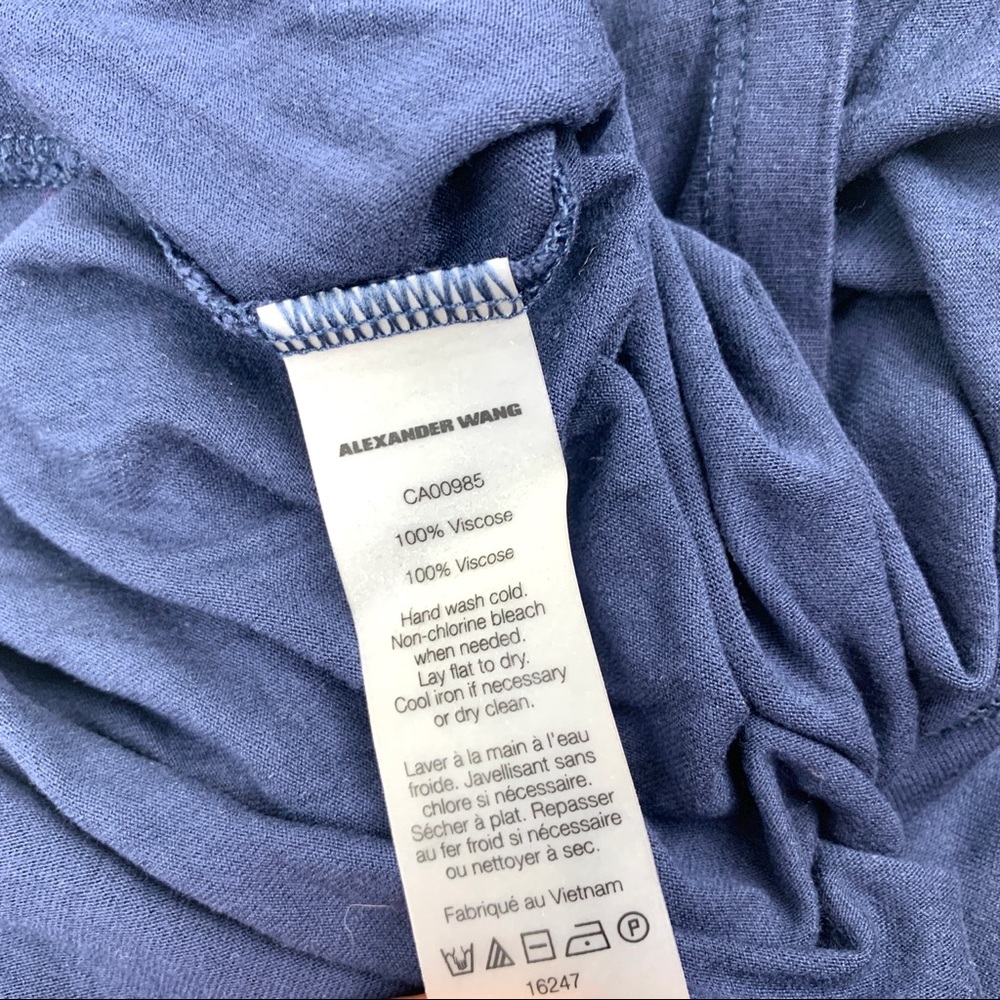 ALEXANDER WANG
CA00985
100% Viscose
100% Viscose
Hand wash cold.
Non-chlorine bleach
when needed.
Lay flat to dry.
Cool iron if necessary
or dry clean.
Laver à la main à l'eau
froide. Javellisant sans
chlore si nécessaire.
Sécher à plat. Repasser
au fer froid si nécessaire
ou nettoyer à sec.
Fabriqué au Vietnam
P
16247